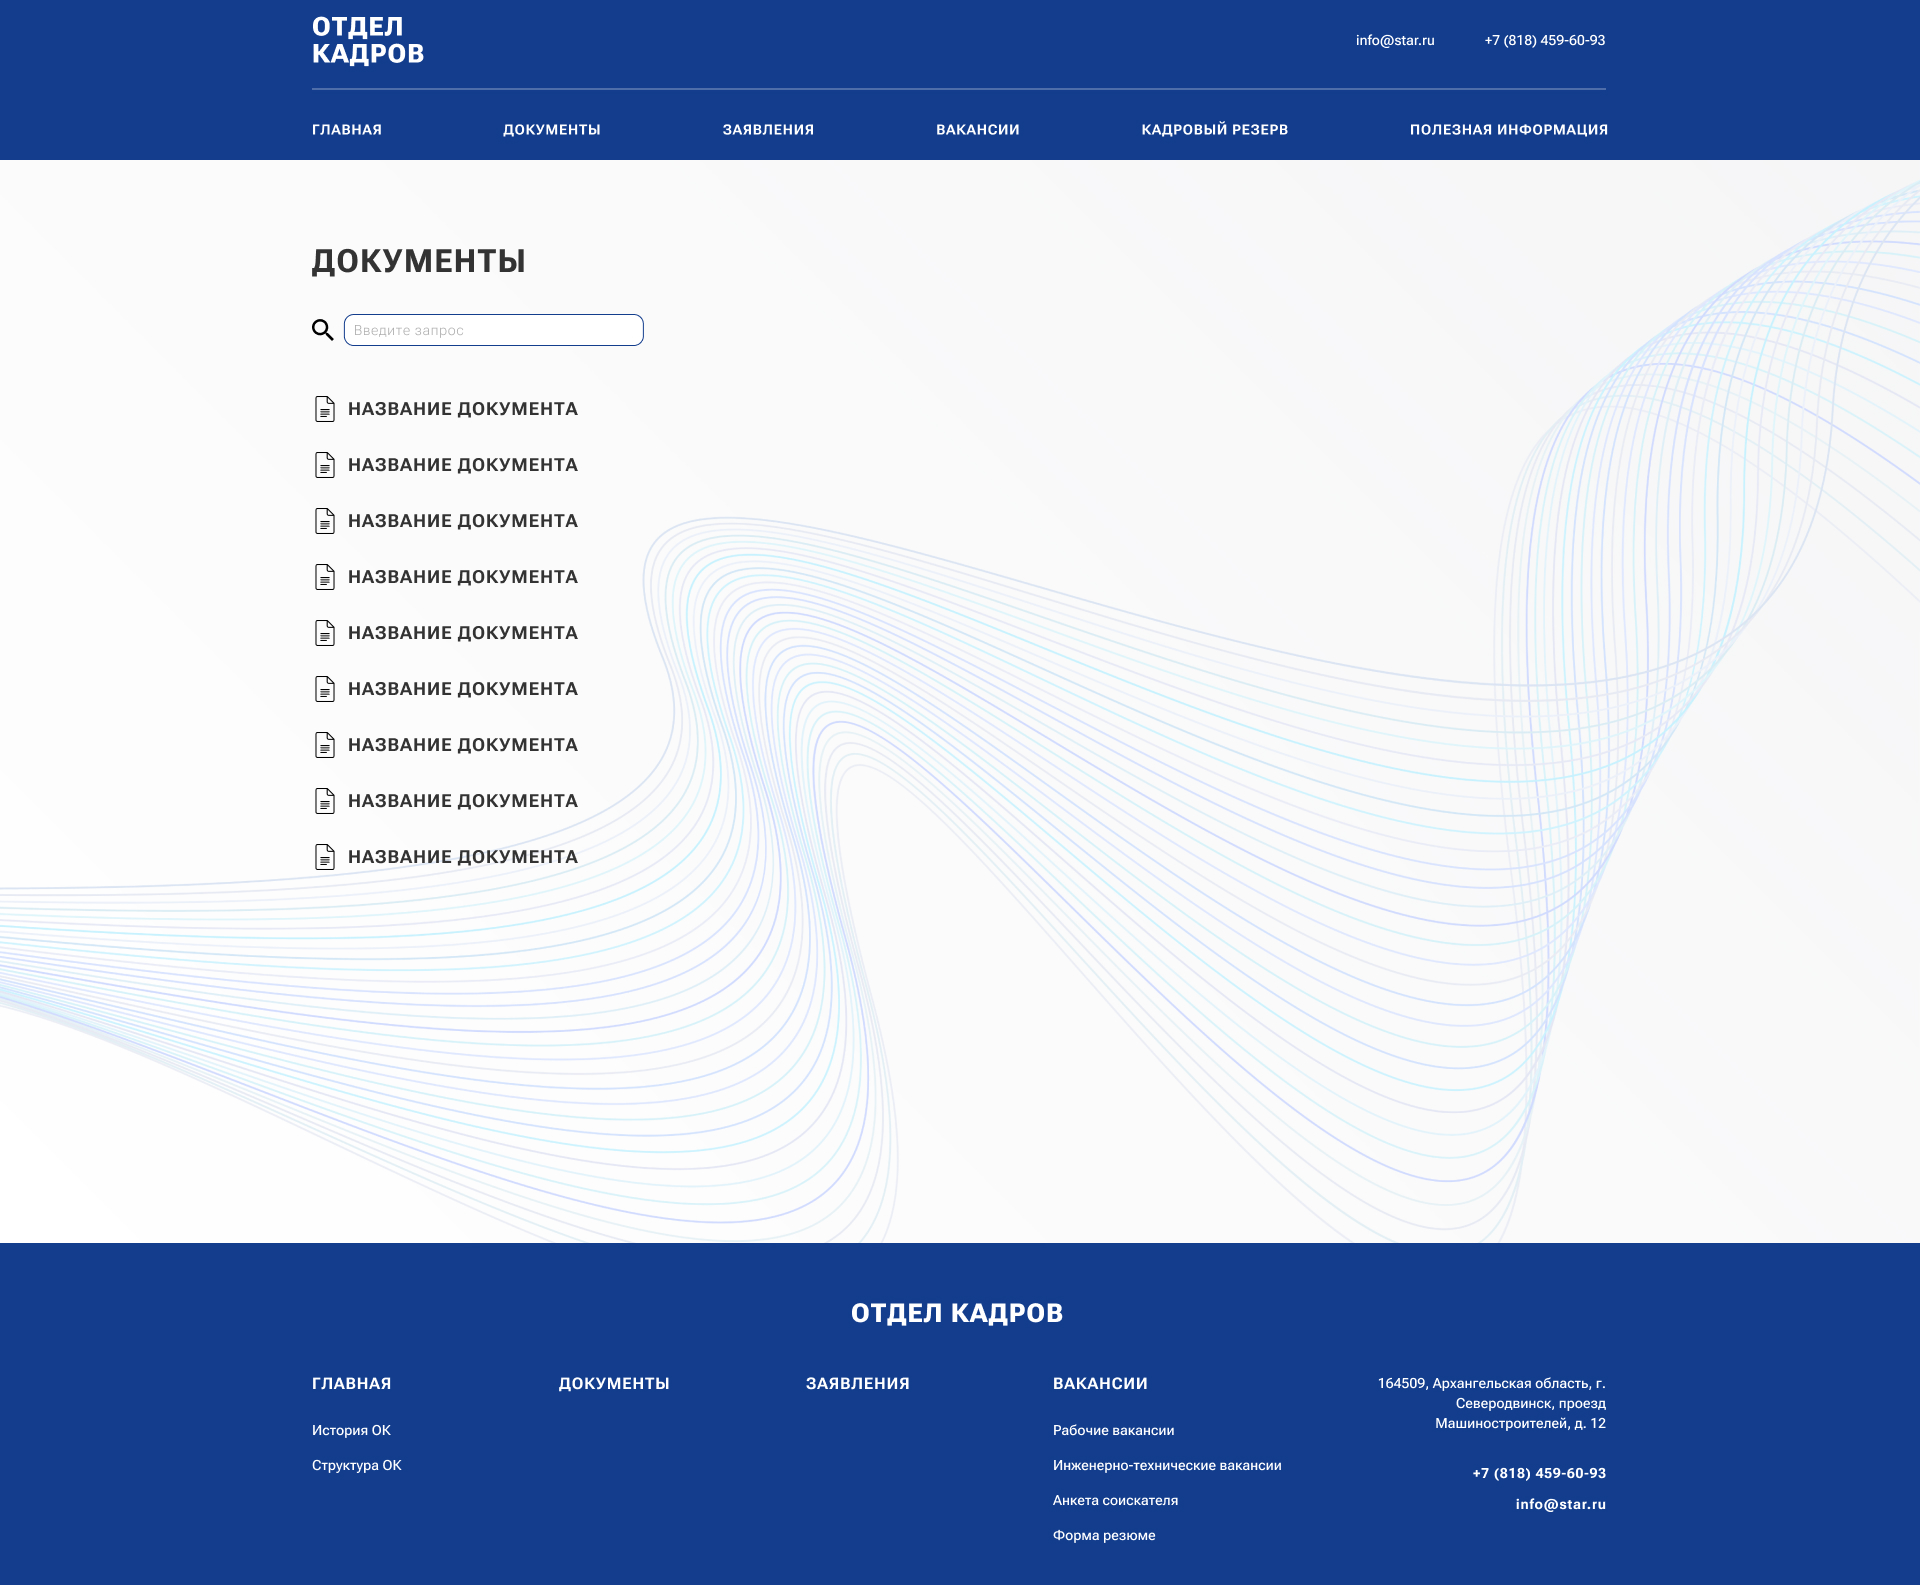 ОТДЕЛ
КАДРОВ
info@star.ru
+7 (818) 459-60-93
ГЛАВНАЯ
ДОКУМЕНТЫ
ЗАЯВЛЕНИЯ
ВАКАНСИИ
КАДРОВЫЙ РЕЗЕРВ
ПОЛЕЗНАЯ ИНФОРМАЦИЯ
ДОКУМЕНТЫ
Введите запрос
НАЗВАНИЕ ДОКУМЕНТА
НАЗВАНИЕ ДОКУМЕНТА
НАЗВАНИЕ ДОКУМЕНТА
НАЗВАНИЕ ДОКУМЕНТА
НАЗВАНИЕ ДОКУМЕНТА
НАЗВАНИЕ ДОКУМЕНТА
НАЗВАНИЕ ДОКУМЕНТА
НАЗВАНИЕ ДОКУМЕНТА
НАЗВАНИЕ ДОКУМЕНТА
ОТДЕЛ КАДРОВ
ГЛАВНАЯ
История ОК
Структура ОК
ДОКУМЕНТЫ
ЗАЯВЛЕНИЯ
ВАКАНСИИ
Рабочие вакансии
Инженерно-технические вакансии
Анкета соискателя
Форма резюме
164509, Архангельская область, г.
Северодвинск, проезд
Машиностроителей, д. 12
+7 (818) 459-60-93
info@star.ru